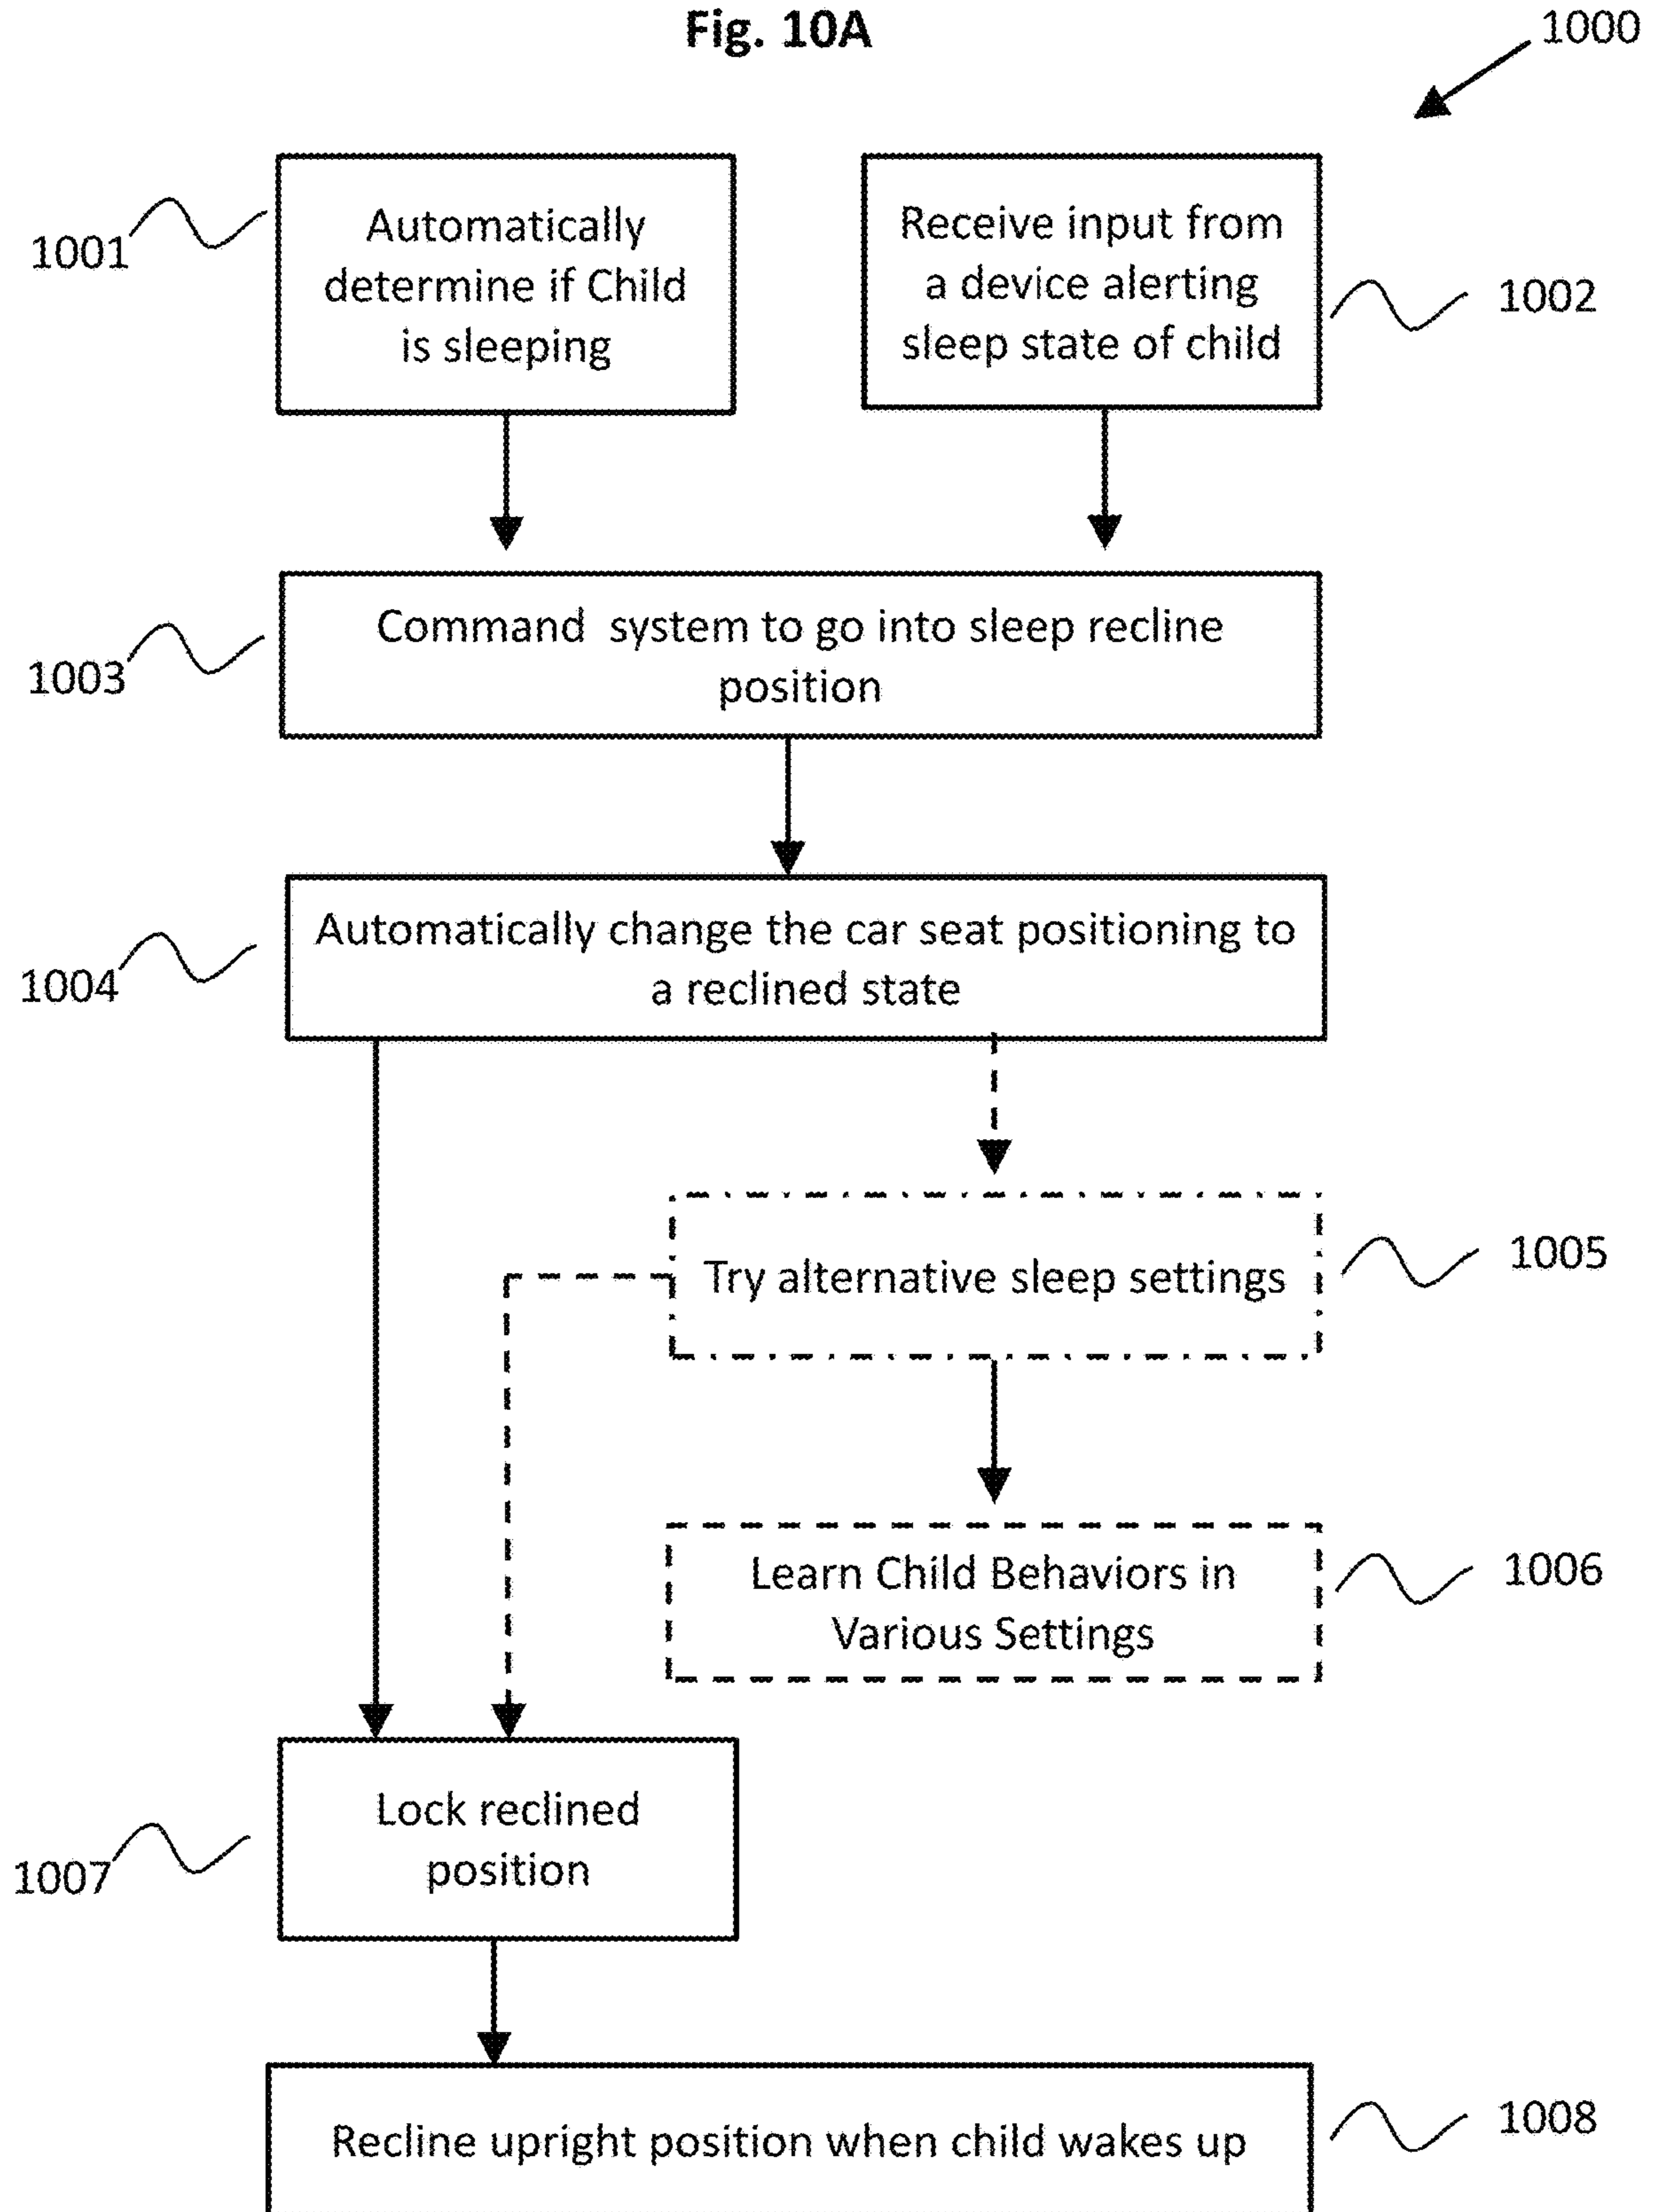 Fig. 10A
1000
1001
Automatically
determine if Child
is sleeping
Receive input from
a device alerting
sleep state of child
1002
1003
Command system to go into sleep recline
position
1004
Automatically change the car seat positioning to
a reclined state
Try alternative sleep settings
1005
Learn Child Behaviors in
Various Settings
1006
1007
Lock reclined
position
Recline upright position when child wakes up
1008